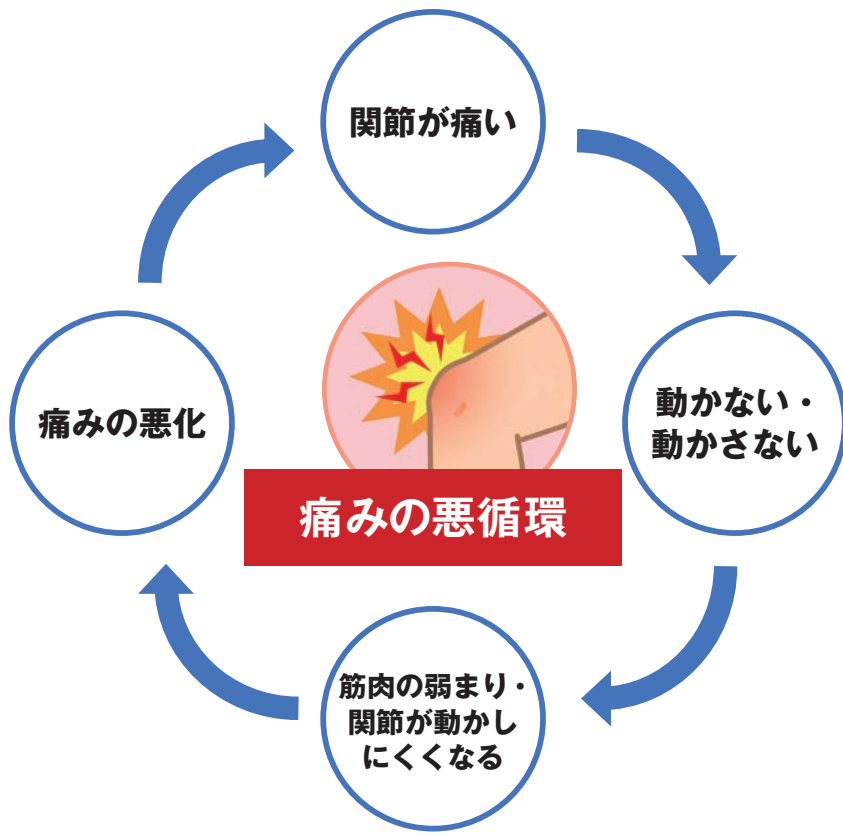 関節が痛い
動かない・
動かさない
筋肉の弱まり・
関節が動かし
にくくなる
痛みの悪化
痛みの悪循環